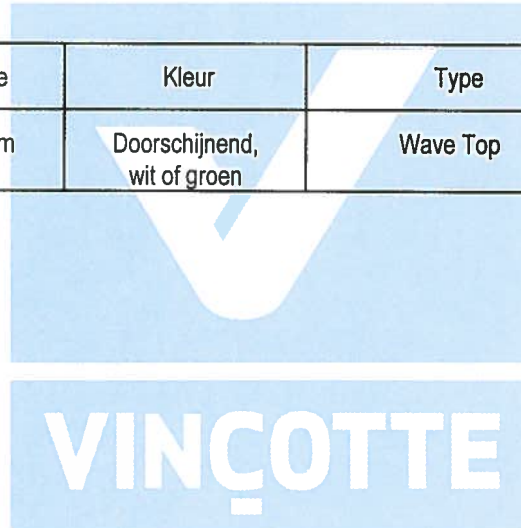 e Kleur Type
m Doorschijnend, Wave Top
wit of groen
VINÇOTTE